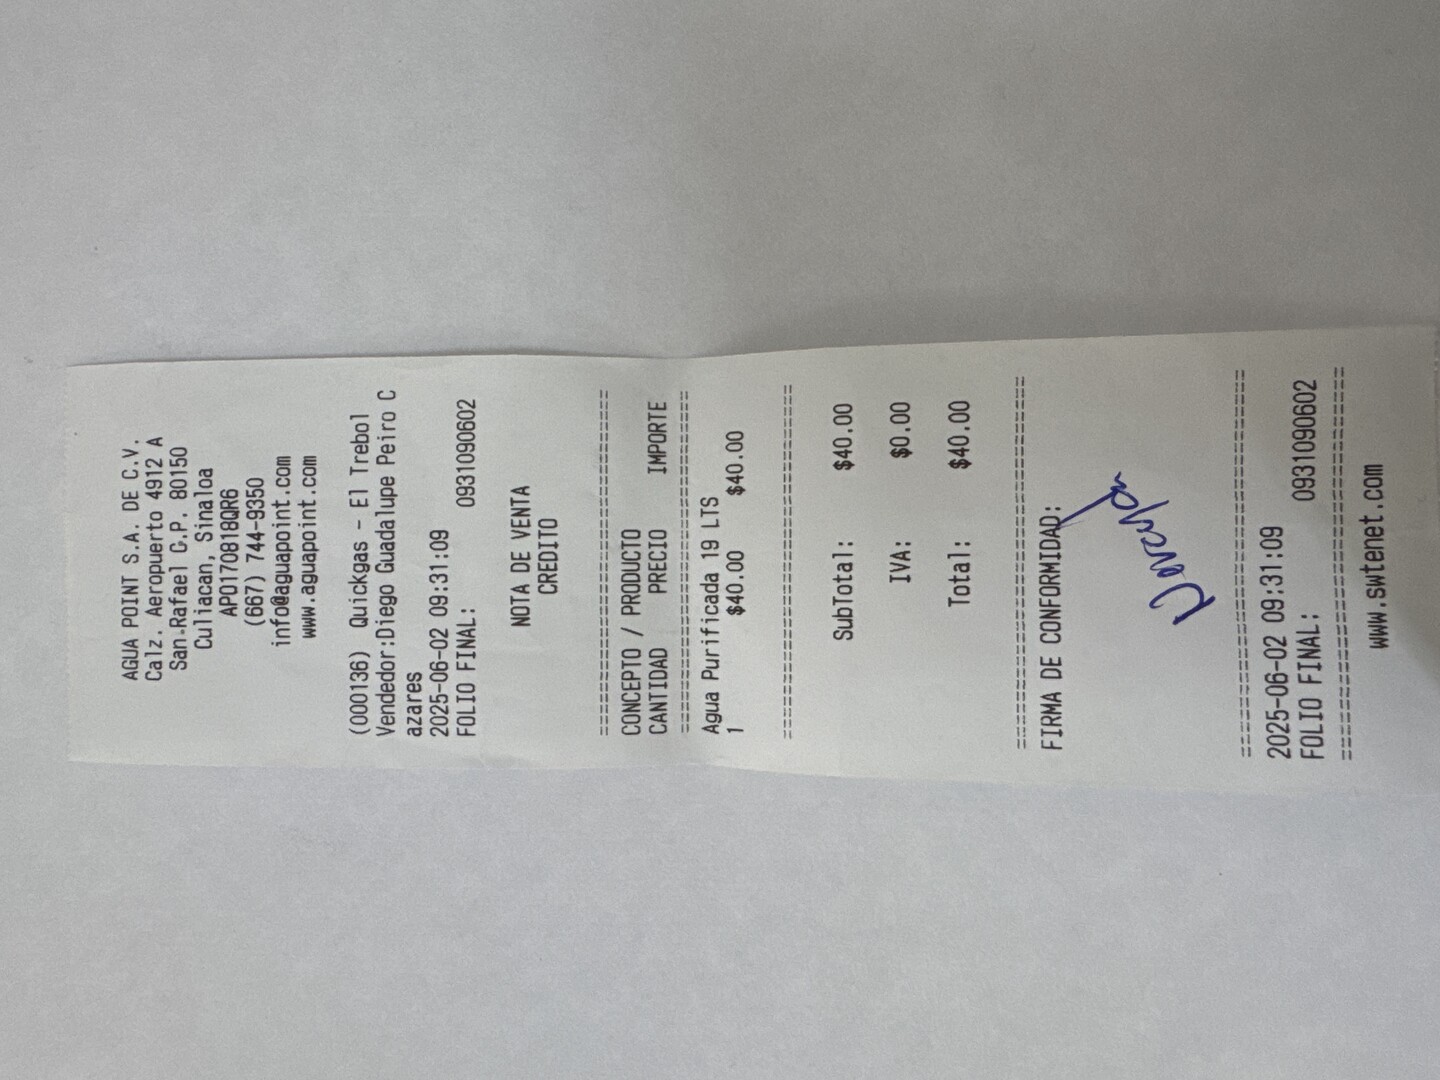 AGUA POINT S.A. DE C.V.
Calz. Aeropuerto 4912 A
San Rafael C.P. 80150
Culiacan, Sinaloa
APO170818QR6
(667) 744-9350
info@aguapoint.com
www.aguapoint.com
(000136) Quickgas - El Trebol
Vendedor:Diego Guadalupe Peiro C
azares
2025-06-02 09:31:09
FOLIO FINAL: 0931090602
NOTA DE VENTA
CREDITO
================================
CONCEPTO / PRODUCTO
CANTIDAD PRECIO IMPORTE
================================
Agua Purificada 19 LTS
1 $40.00 $40.00
================================
SubTotal: $40.00
IVA: $0.00
Total: $40.00
================================
FIRMA DE CONFORMIDAD:
================================
2025-06-02 09:31:09
FOLIO FINAL: 0931090602
================================
www.swtenet.com